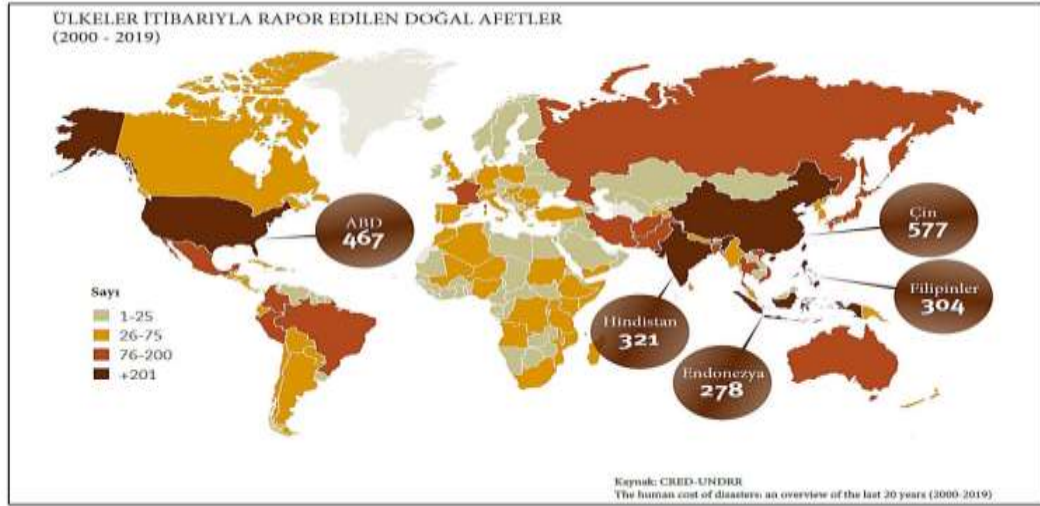 ÜLKELER İTİBARIYLA RAPOR EDİLEN DOĞAL AFETLER
(2000 - 2019)
ABD
467
Çin
577
Filipinler
304
Hindistan
321
Endonezya
278
Sayı
1-25
26-75
76-200
+201
Kaynak: CRED-UNDRR
The human cost of disasters: an overview of the last 20 years (2000-2019)